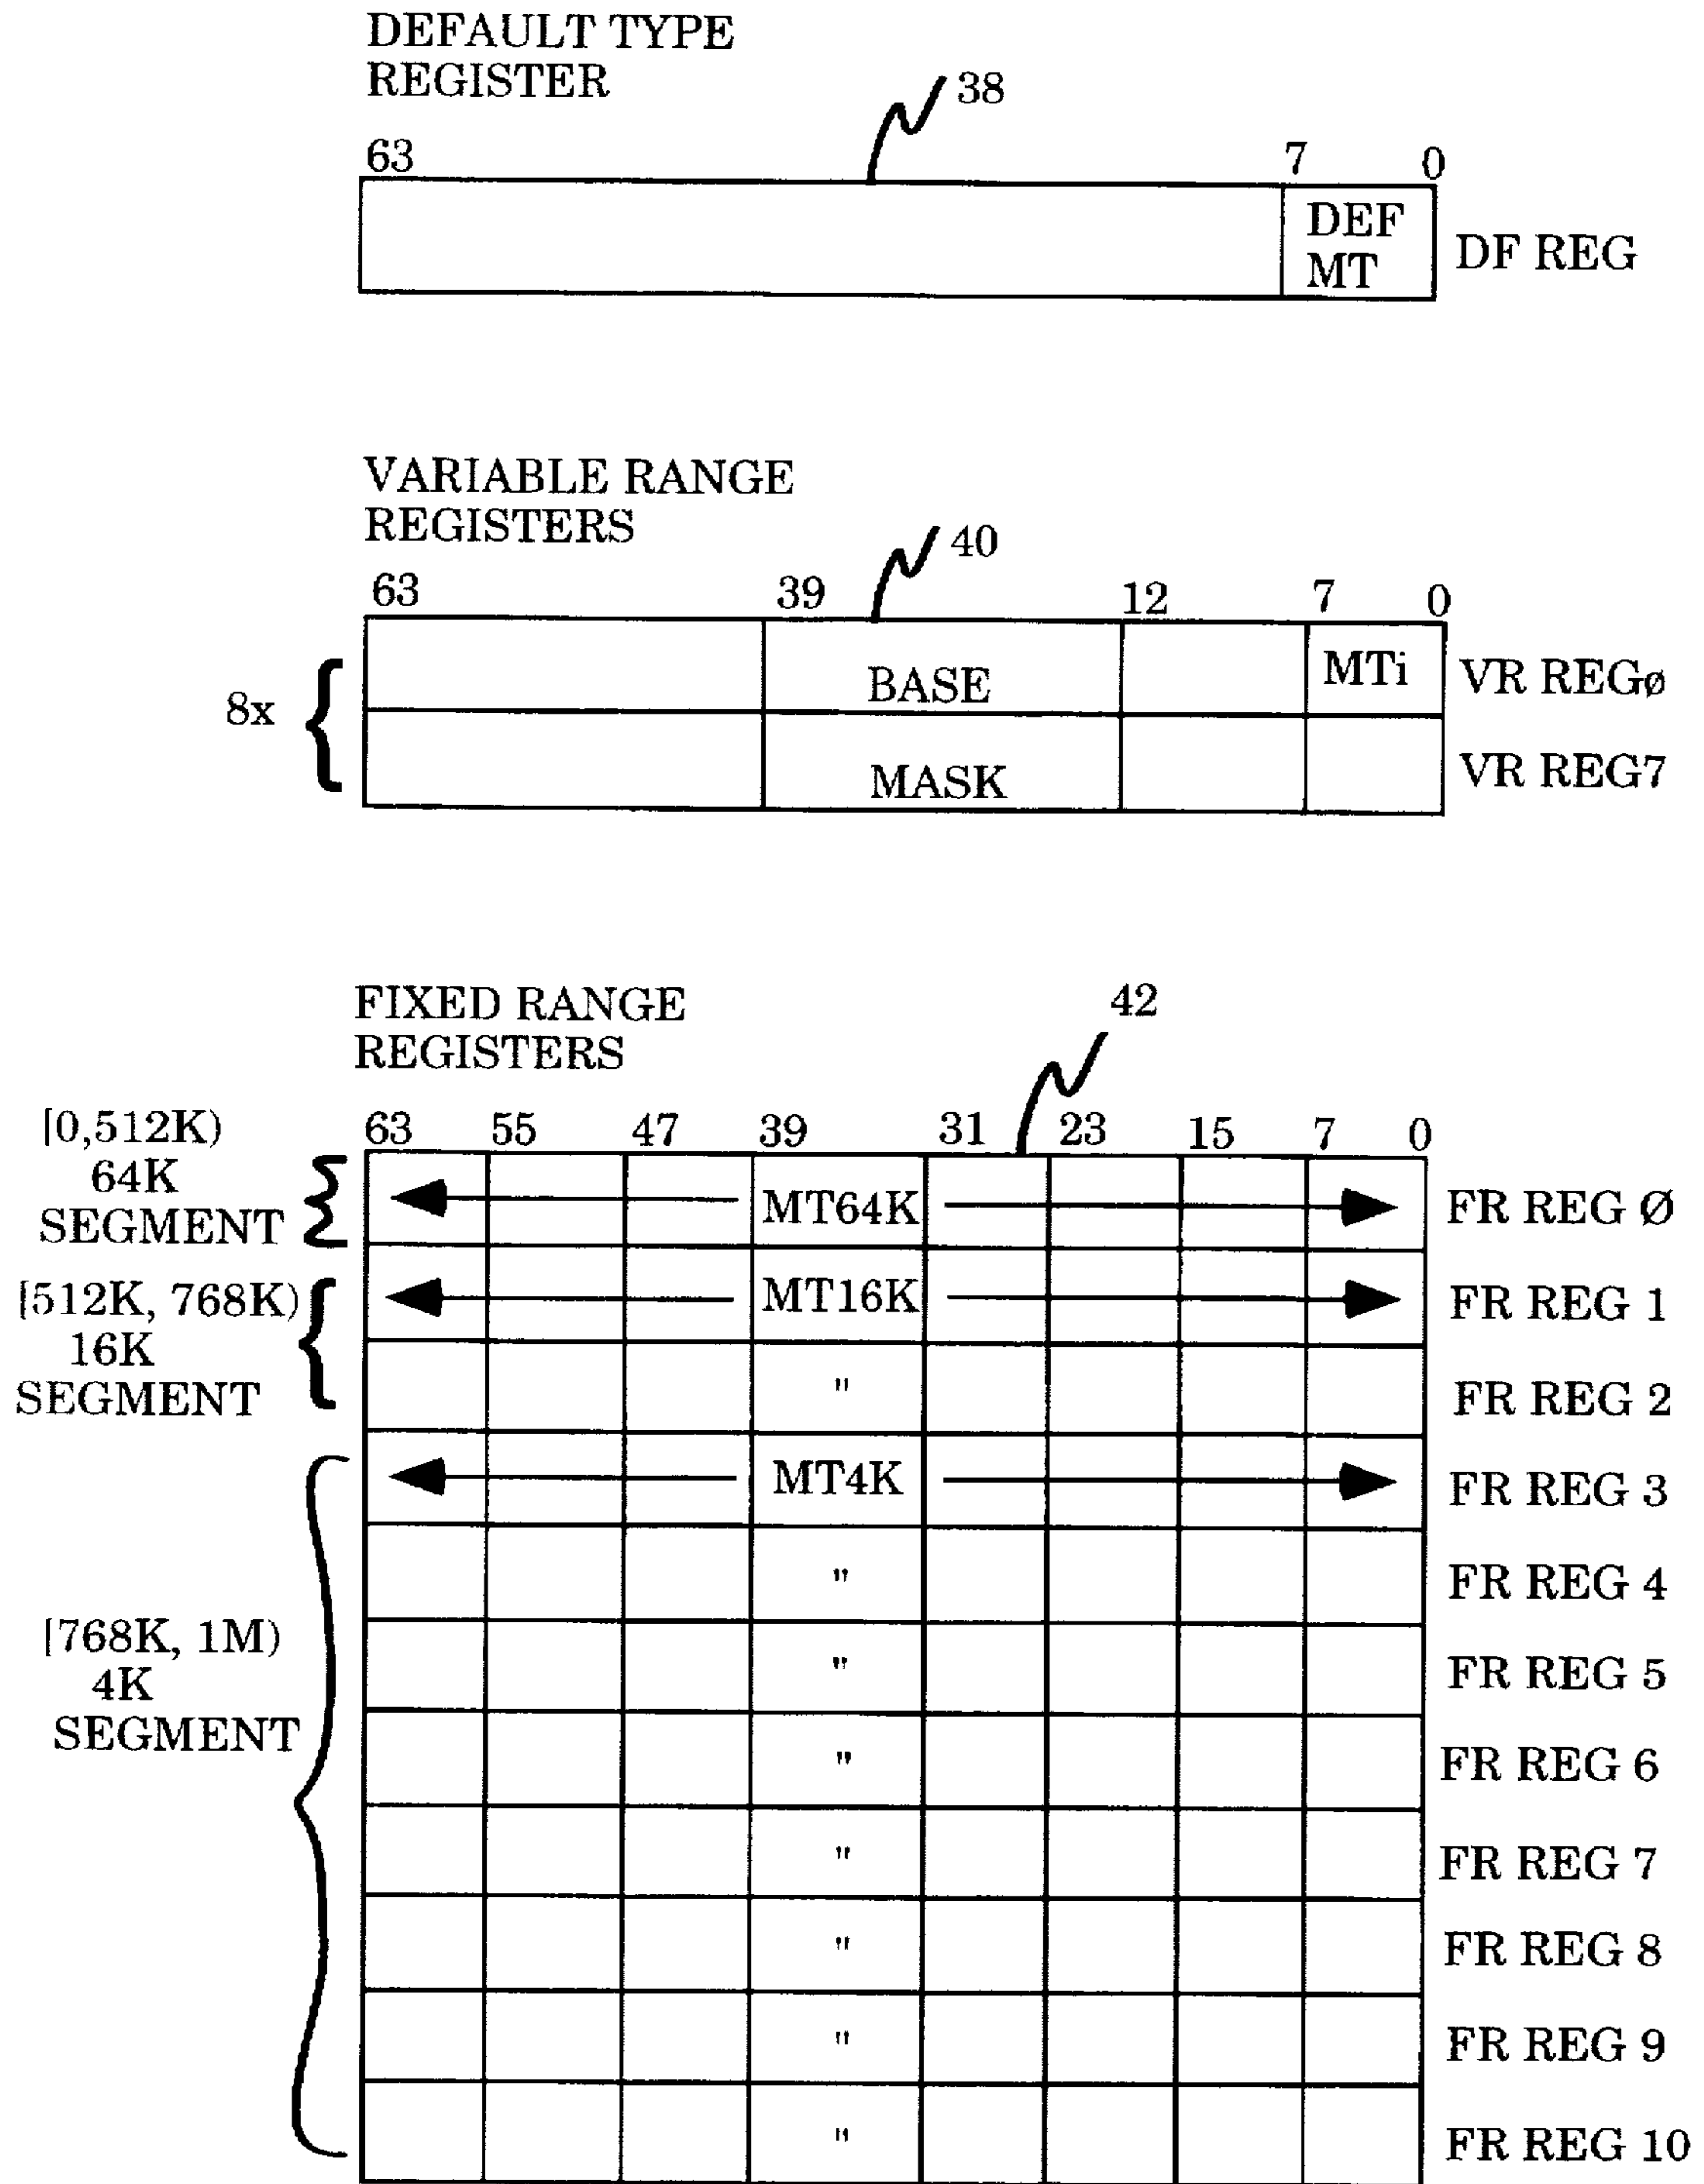 DEFAULT TYPE
REGISTER
38
63 7 0
DEF
MT
DF REG
VARIABLE RANGE
REGISTERS
40
63 39 12 7 0
8x
BASE MTi VR REGø
MASK VR REG7
FIXED RANGE
REGISTERS
42
63 55 47 39 31 23 15 7 0
[0,512K)
64K
SEGMENT
MT64K FR REG Ø
[512K, 768K)
16K
SEGMENT
MT16K FR REG 1
" FR REG 2
MT4K FR REG 3
" FR REG 4
[768K, 1M)
4K
SEGMENT
" FR REG 5
" FR REG 6
" FR REG 7
" FR REG 8
" FR REG 9
" FR REG 10